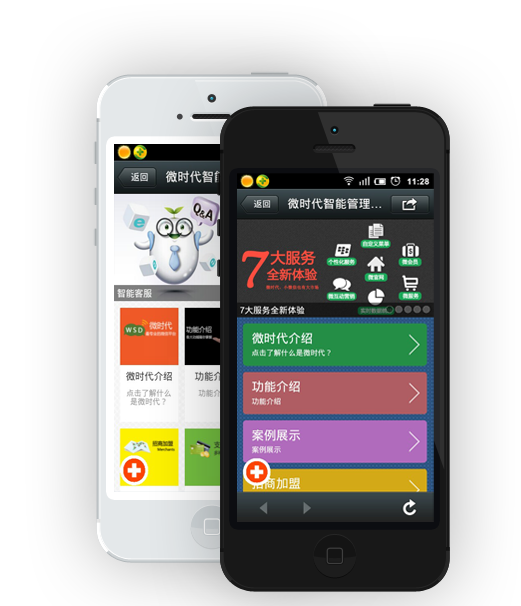 返回
微时代智能
Q&A
智能客服
WSD
微时代
微时代介绍
点击了解什么
是微时代？
功能介绍
功能介
功能介
招商加盟
Merchants
11:28
返回
微时代智能管理...
7大服务
全新体验
自定义菜单
个性化服务
微会员
微官网
微互动营销
微服务
7大服务全新体验
微时代介绍
点击了解什么是微时代？
功能介绍
功能介绍
案例展示
案例展示
招商加盟